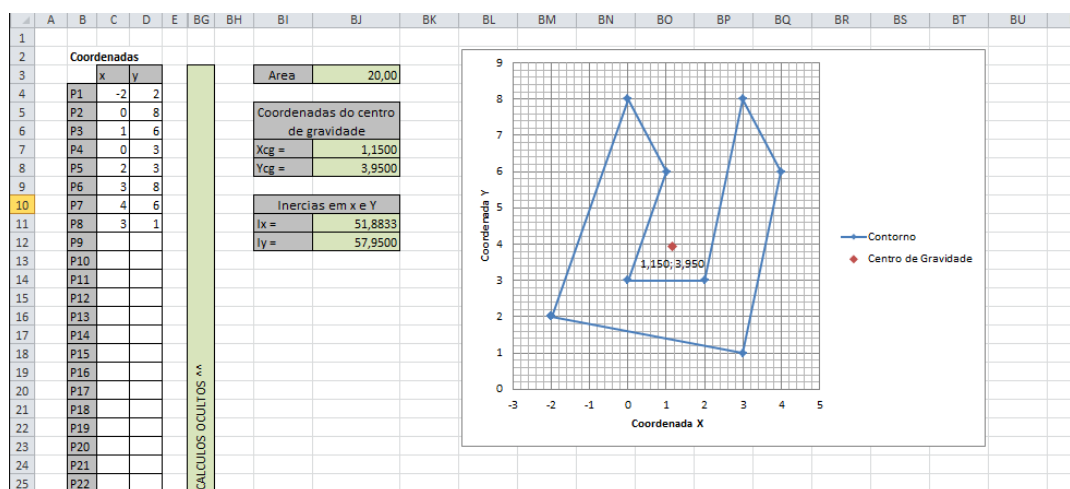 A B C D E BG BH BI BJ BK BL BM BN BO BP BQ BR BS BT BU
1
2 Coordenadas
3 x y Area 20,00
4 P1 -2 2
5 P2 0 8 Coordenadas do centro
6 P3 1 6 de gravidade
7 P4 0 3 Xcg = 1,1500
8 P5 2 3 Ycg = 3,9500
9 P6 3 8
10 P7 4 6 Inercias em x e Y
11 P8 3 1 Ix = 51,8833
12 P9 Iy = 57,9500
13 P10
14 P11
15 P12
16 P13
17 P14
18 P15
19 P16
20 P17
21 P18
22 P19
23 P20
24 P21
25 P22
CALCULOS OCULTOS <<
9
8
7
6
5
4
3
2
1
0
Coordenada Y
1,150; 3,950
-3 -2 -1 0 1 2 3 4 5
Coordenada X
Contorno
Centro de Gravidade